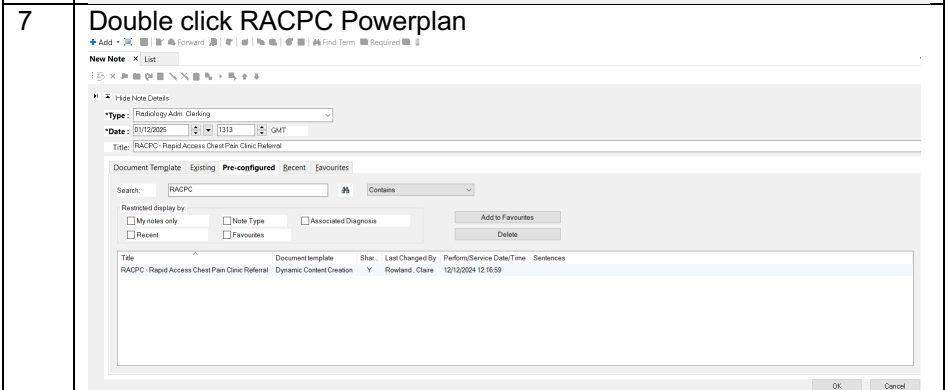 7 Double click RACPC Powerplan
Add Forward Find Term Required
New Note × List
Hide Note Details
*Type : Radiology Adm. Clerking
*Date : 01/12/2025 1313 GMT
Title: RACPC - Rapid Access Chest Pain Clinic Referral
Document Template Existing Pre-configured Recent Favourites
Search: RACPC Contains
Restricted display by:
My notes only Note Type Associated Diagnosis Add to Favourites
Recent Favourites Delete
Title Document template Shar.. Last Changed By Perform/Service Date/Time Sentences
RACPC - Rapid Access Chest Pain Clinic Referral Dynamic Content Creation Y Rowland , Claire 12/12/2024 12:16:59
OK Cancel